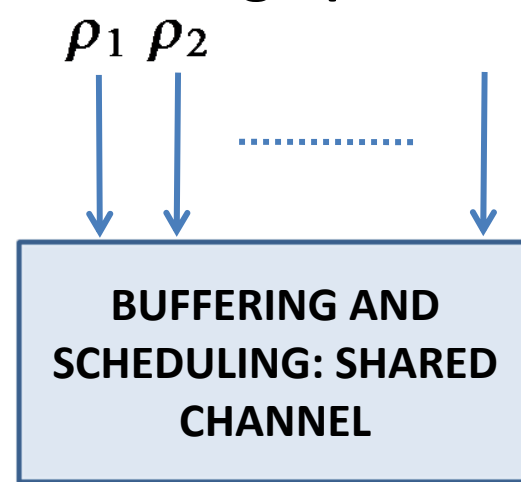 ρ₁ ρ₂
BUFFERING AND
SCHEDULING: SHARED
CHANNEL